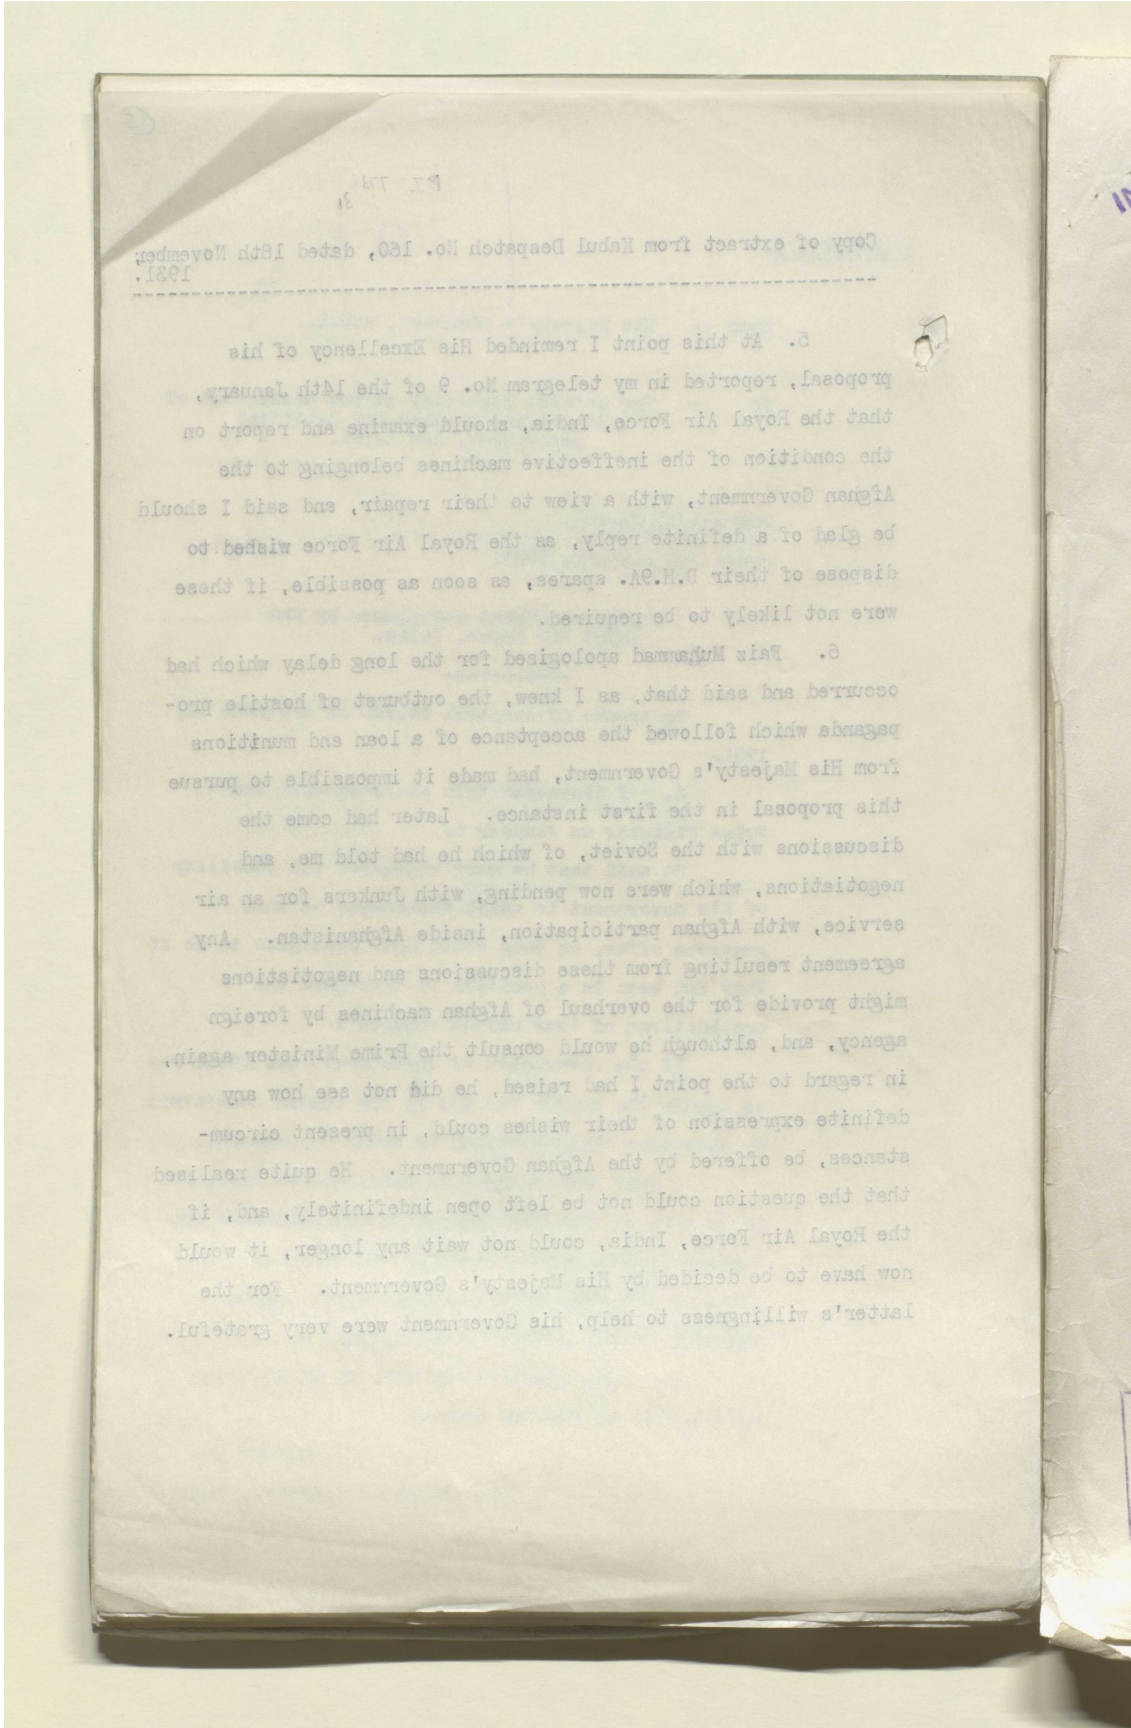 Copy of extract from Kabul Despatch No. 160, dated 18th November,
1931.
5. At this point I reminded His Excellency of his
proposal, reported in my telegram No. 9 of the 14th January,
that the Royal Air Force, India, should examine and report on
the condition of the ineffective machines belonging to the
Afghan Government, with a view to their repair, and said I should
be glad of a definite reply, as the Royal Air Force wished to
dispose of their D.H.9A. spares, as soon as possible, if these
were not likely to be required.
6. Faiz Muhammad apologised for the long delay which had
occurred and said that, as I knew, the outburst of hostile pro-
paganda which followed the acceptance of a loan and munitions
from His Majesty's Government, had made it impossible to pursue
this proposal in the first instance. Later had come the
discussions with the Soviet, of which he had told me, and
negotiations, which were now pending, with Junkers for an air
service, with Afghan participation, inside Afghanistan. Any
agreement resulting from these discussions and negotiations
might provide for the overhaul of Afghan machines by foreign
agency, and, although he would consult the Prime Minister again,
in regard to the point I had raised, he did not see how any
definite expression of their wishes could, in present circum-
stances, be offered by the Afghan Government. He quite realised
that the question could not be left open indefinitely, and, if
the Royal Air Force, India, could not wait any longer, it would
now have to be decided by His Majesty's Government. For the
latter's willingness to help, his Government were very grateful.